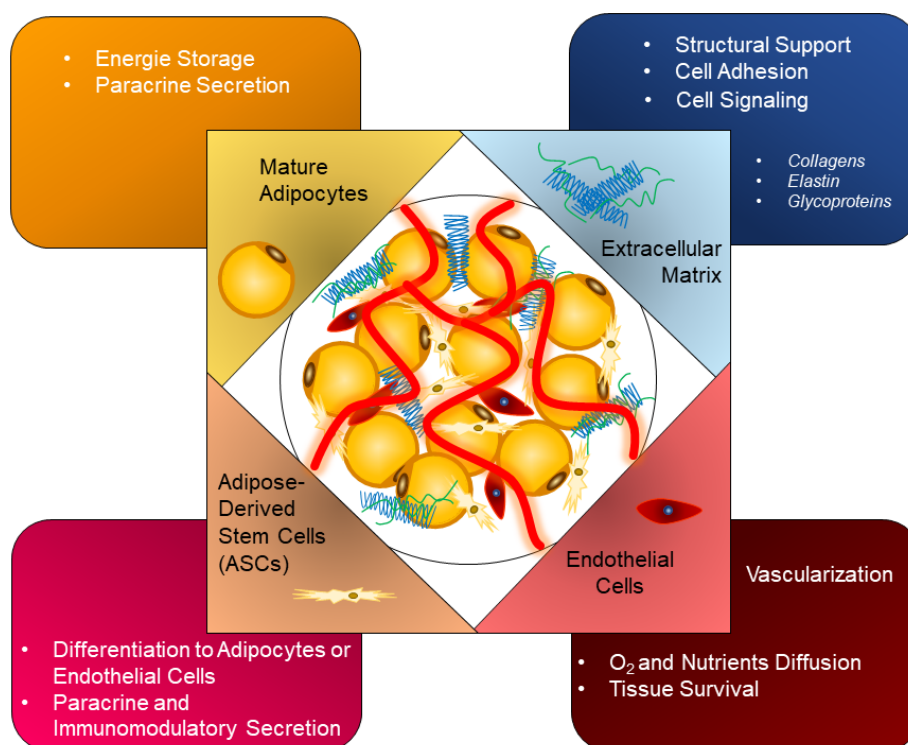 • Energie Storage
• Paracrine Secretion
• Structural Support
• Cell Adhesion
• Cell Signaling
• Collagens
• Elastin
• Glycoproteins
Mature
Adipocytes
Extracellular
Matrix
Adipose-
Derived
Stem Cells
(ASCs)
Endothelial
Cells
• Differentiation to Adipocytes or
Endothelial Cells
• Paracrine and
Immunomodulatory Secretion
Vascularization
• O₂ and Nutrients Diffusion
• Tissue Survival